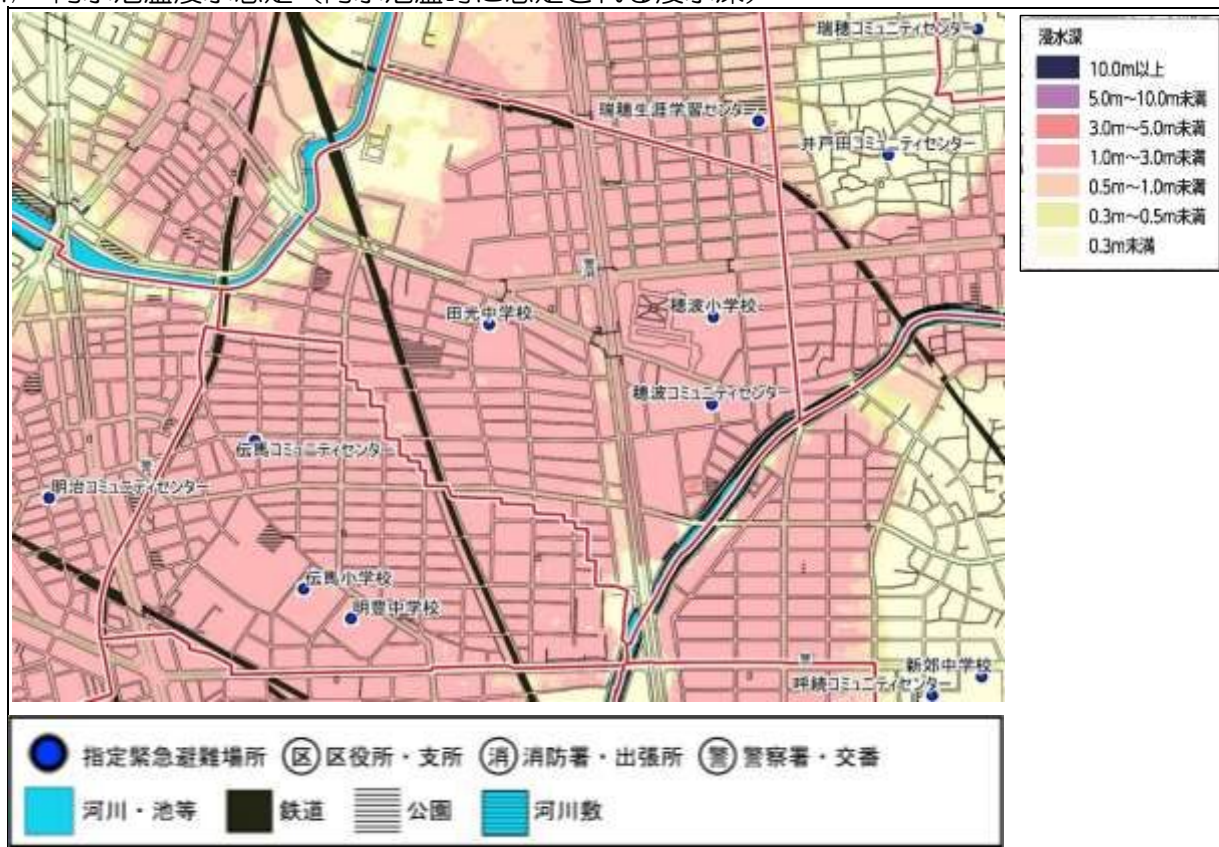 瑞穂コミュニティセンター
瑞穂生涯学習センター
井戸田コミュニティセンター
田光中学校
穂波小学校
穂波コミュニティセンター
伝馬コミュニティセンター
明治コミュニティセンター
伝馬小学校
明豊中学校
新郊中学校
呼続コミュニティセンター
浸水深
10.0m以上
5.0m~10.0m未満
3.0m~5.0m未満
1.0m~3.0m未満
0.5m~1.0m未満
0.3m~0.5m未満
0.3m未満
指定緊急避難場所 区 区役所・支所 消 消防署・出張所 警 警察署・交番
河川・池等 鉄道 公園 河川敷